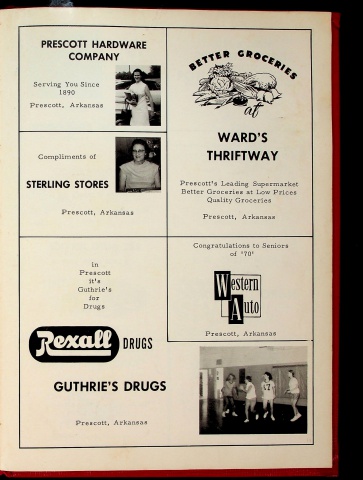 PRESCOTT HARDWARE
COMPANY
Serving You Since
1890
Prescott, Arkansas
BETTER GROCERIES
at
WARD'S
THRIFTWAY
Prescott's Leading Supermarket
Better Groceries at Low Prices
Quality Groceries
Prescott, Arkansas
Compliments of
STERLING STORES
Prescott, Arkansas
Congratulations to Seniors
of '70'
Western
Auto
Prescott, Arkansas
in
Prescott
it's
Guthrie's
for
Drugs
Rexall DRUGS
GUTHRIE'S DRUGS
Prescott, Arkansas